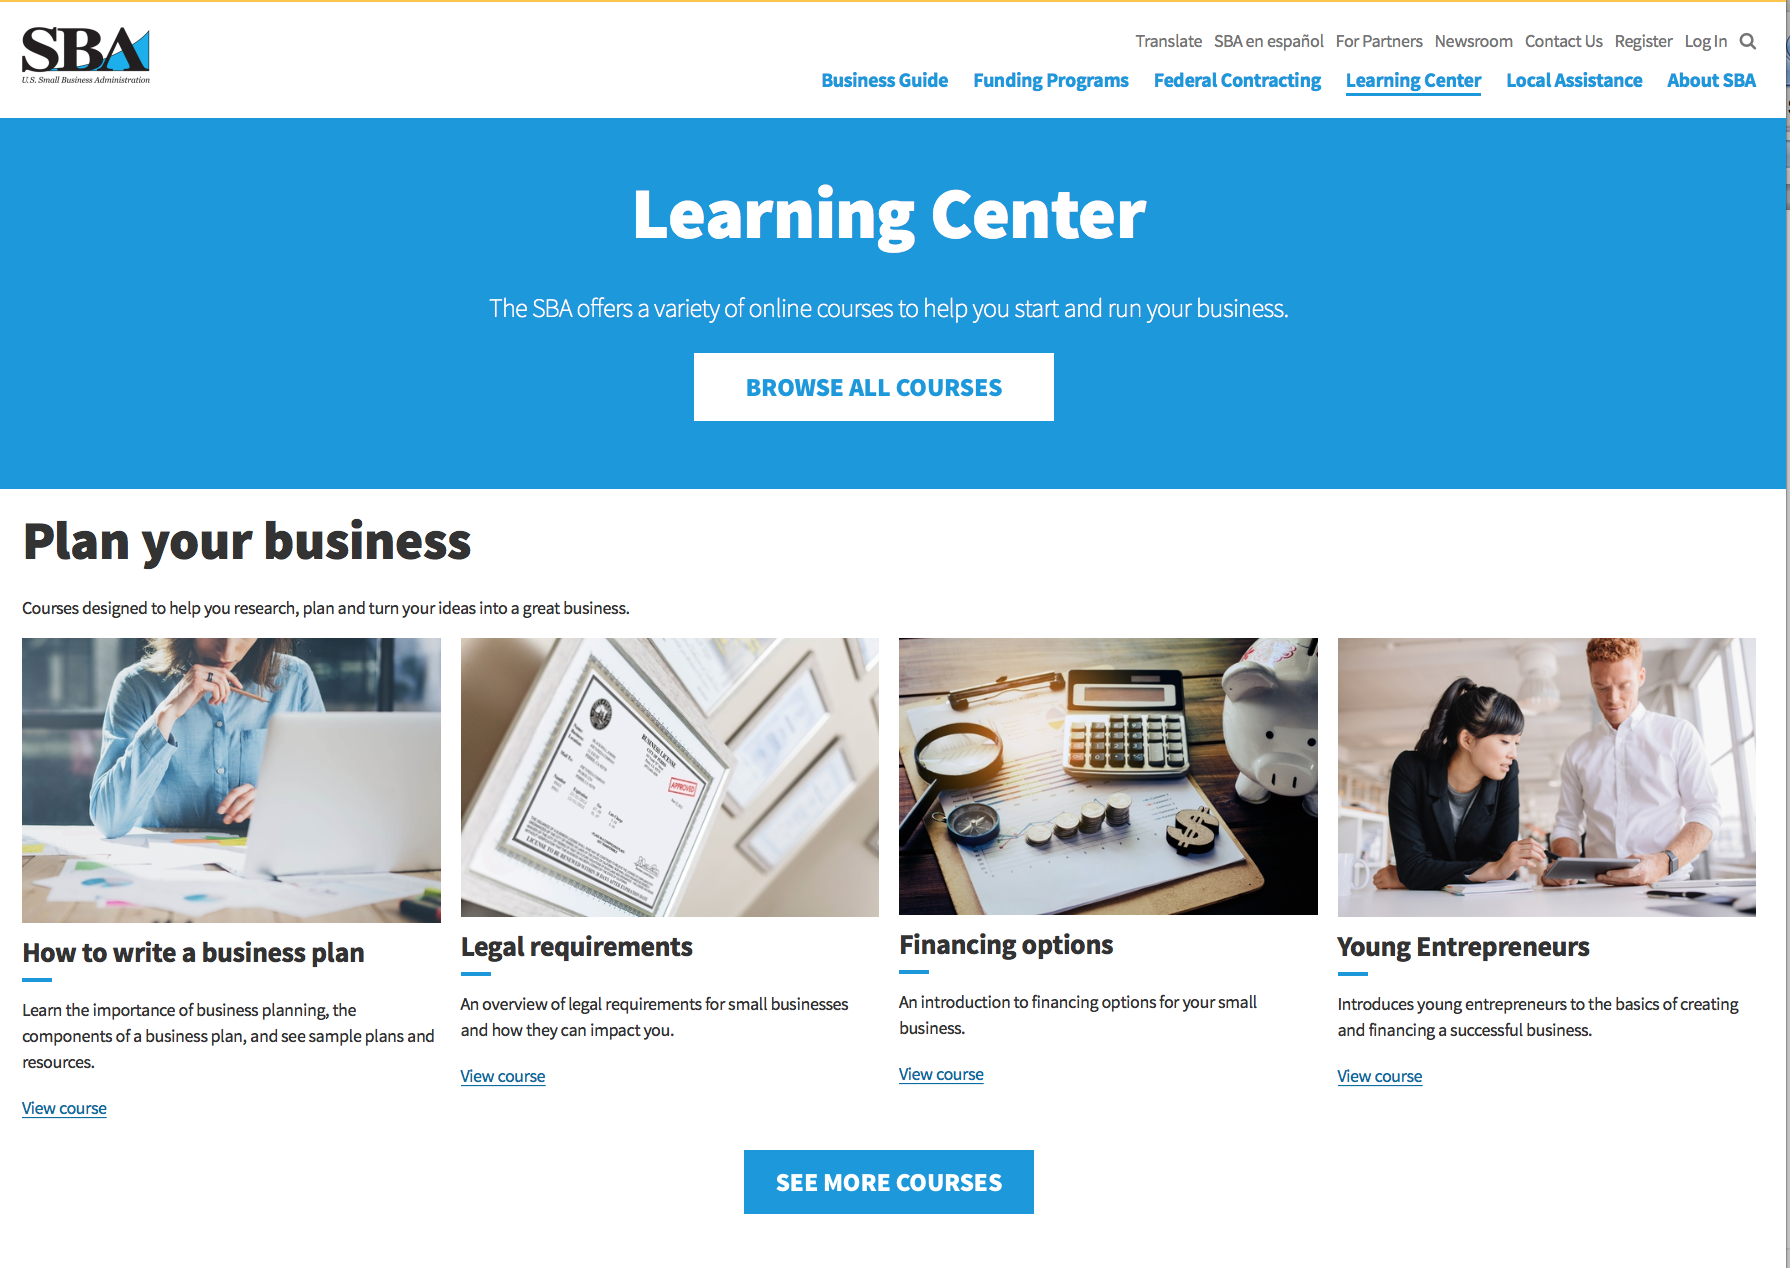 SBA
U.S. Small Business Administration
Translate SBA en español For Partners Newsroom Contact Us Register Log In
Business Guide Funding Programs Federal Contracting Learning Center Local Assistance About SBA
Learning Center
The SBA offers a variety of online courses to help you start and run your business.
BROWSE ALL COURSES
Plan your business
Courses designed to help you research, plan and turn your ideas into a great business.
BUSINESS LICENSE
APPROVED
How to write a business plan
Learn the importance of business planning, the
components of a business plan, and see sample plans and
resources.
View course
Legal requirements
An overview of legal requirements for small businesses
and how they can impact you.
View course
Financing options
An introduction to financing options for your small
business.
View course
Young Entrepreneurs
Introduces young entrepreneurs to the basics of creating
and financing a successful business.
View course
SEE MORE COURSES